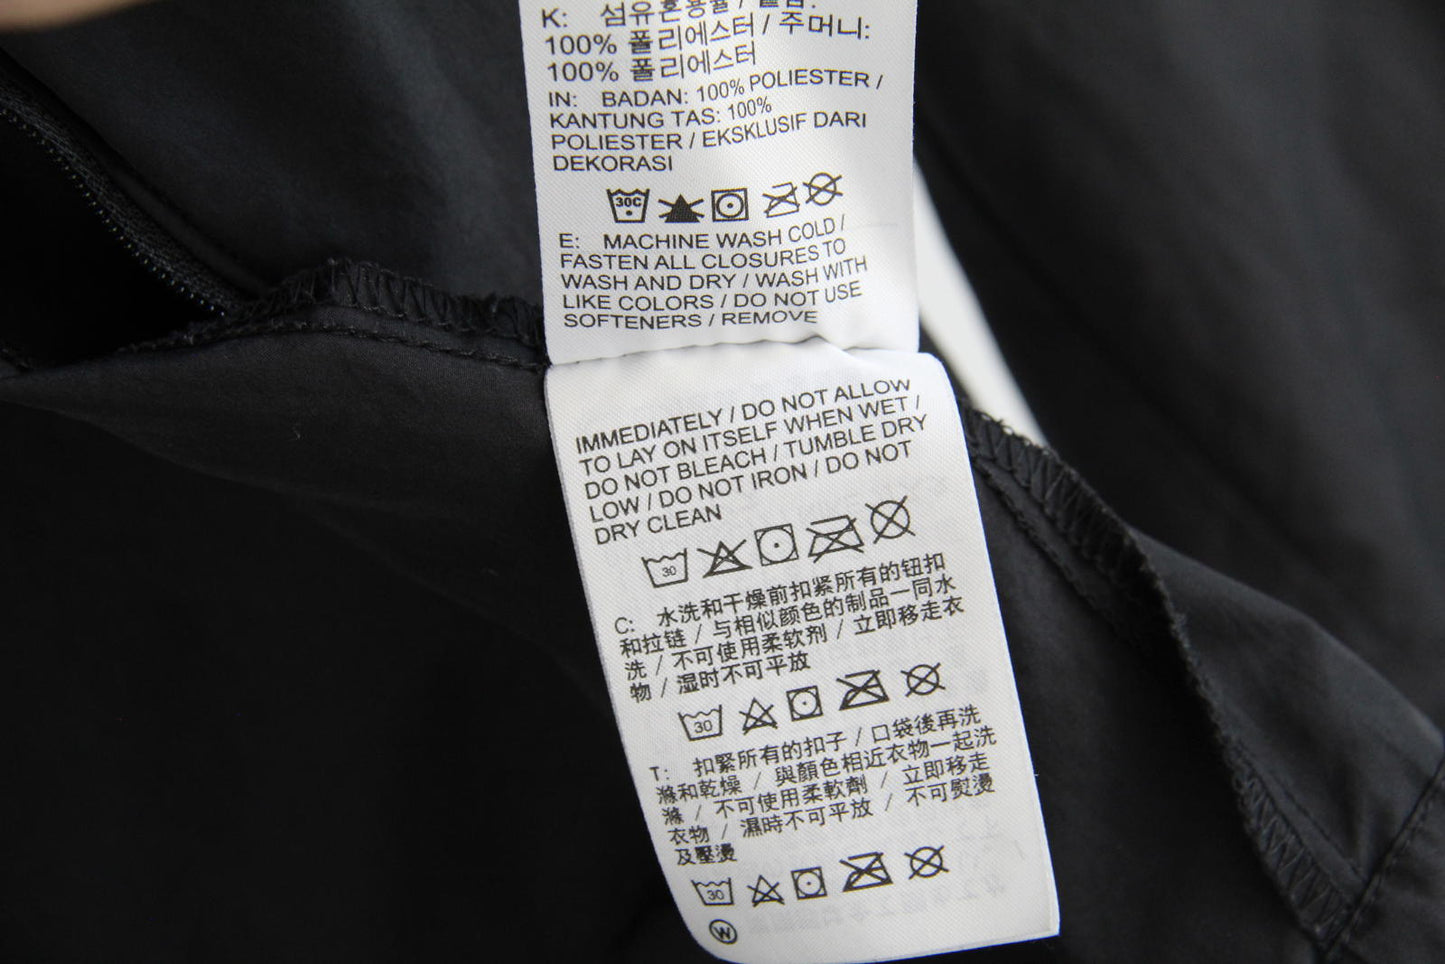 K: 섬유혼용율 / 몸감:
100% 폴리에스터 / 주머니:
100% 폴리에스터
IN: BADAN: 100% POLIESTER /
KANTUNG TAS: 100%
POLIESTER / EKSKLUSIF DARI
DEKORASI
30C
E: MACHINE WASH COLD /
FASTEN ALL CLOSURES TO
WASH AND DRY / WASH WITH
LIKE COLORS / DO NOT USE
SOFTENERS / REMOVE
IMMEDIATELY / DO NOT ALLOW
TO LAY ON ITSELF WHEN WET /
DO NOT BLEACH / TUMBLE DRY
LOW / DO NOT IRON / DO NOT
DRY CLEAN
30
C: 水洗和干燥前扣紧所有的钮扣
和拉链 / 与相似颜色的制品一同水
洗 / 不可使用柔软剂 / 立即移走衣
物 / 湿时不可平放
30
T: 扣緊所有的扣子 / 口袋後再洗
滌和乾燥 / 與顏色相近衣物一起洗
滌 / 不可使用柔軟劑 / 立即移走
衣物 / 濕時不可平放 / 不可熨燙
及壓燙
30
W